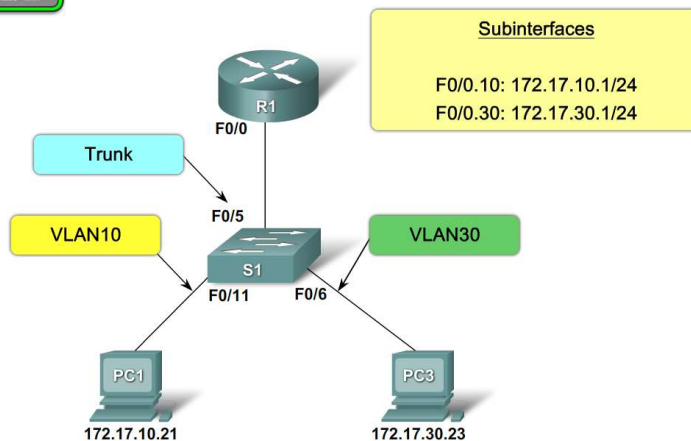 Subinterfaces
F0/0.10: 172.17.10.1/24
F0/0.30: 172.17.30.1/24
R1
F0/0
Trunk
F0/5
VLAN10
VLAN30
S1
F0/11
F0/6
PC1
PC3
172.17.10.21
172.17.30.23